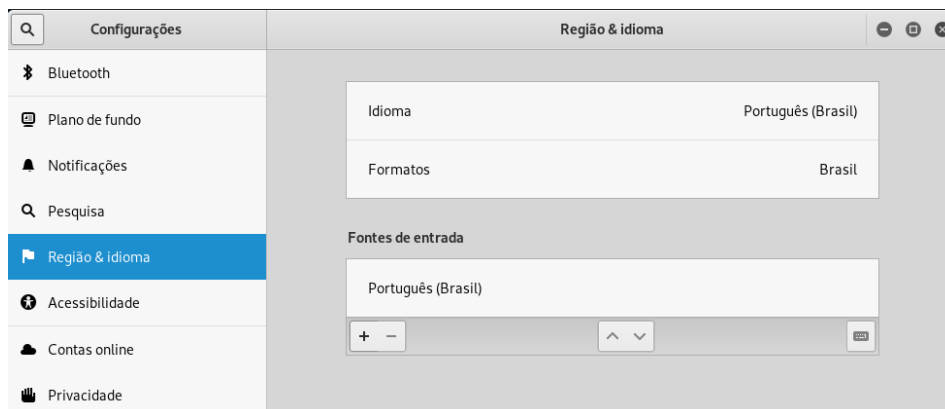 Configurações
Região & idioma
Bluetooth
Plano de fundo
Notificações
Pesquisa
Região & idioma
Acessibilidade
Contas online
Privacidade
Idioma Português (Brasil)
Formatos Brasil
Fontes de entrada
Português (Brasil)